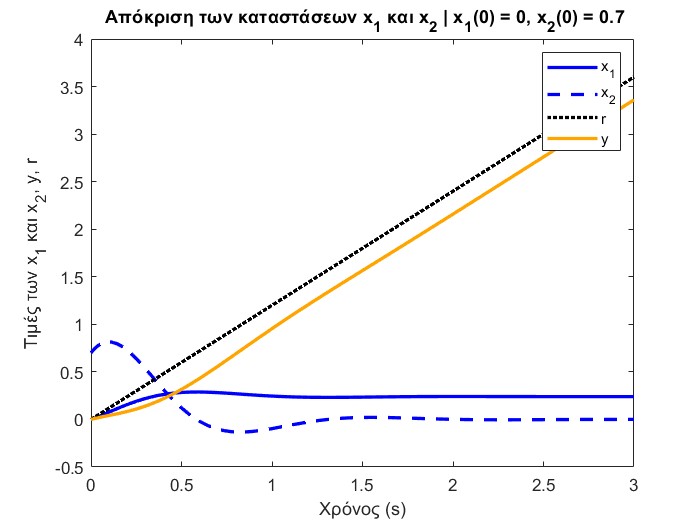 Απόκριση των καταστάσεων x1 και x2 | x1(0) = 0, x2(0) = 0.7
4
3.5
3
2.5
2
1.5
1
0.5
0
-0.5
Τιμές των x1 και x2, y, r
x1
x2
r
y
0
0.5
1
1.5
2
2.5
3
Χρόνος (s)